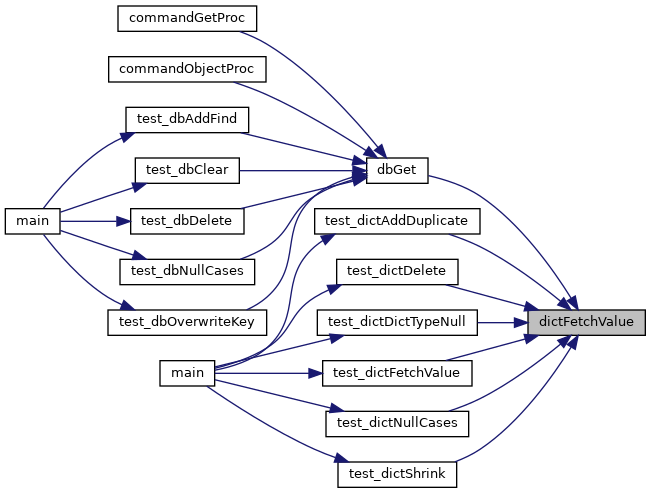 commandGetProc
commandObjectProc
test_dbAddFind
test_dbClear
dbGet
main
test_dbDelete
test_dictAddDuplicate
test_dbNullCases
test_dictDelete
test_dbOverwriteKey
test_dictDictTypeNull
dictFetchValue
main
test_dictFetchValue
test_dictNullCases
test_dictShrink